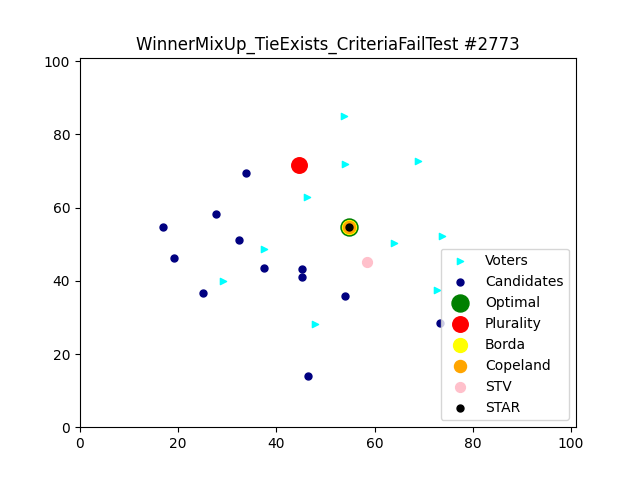 WinnerMixUp_TieExists_CriteriaFailTest #2773
100
80
60
40
20
0
0
20
40
60
80
100
Voters
Candidates
Optimal
Plurality
Borda
Copeland
STV
STAR